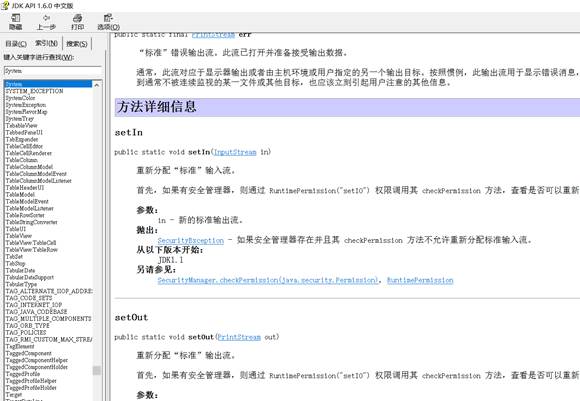 JDK API 1.6.0 中文版
隐藏 上一步 打印 选项(O)
目录(C) 索引(N) 搜索(S)
键入关键字进行查找(W):
System
System
SYSTEM_EXCEPTION
SystemColor
SystemException
SystemFlavorMap
SystemTray
TabableView
TabbedPaneUI
TabExpander
TableCellEditor
TableCellRenderer
TableColumn
TableColumnModel
TableColumnModelEvent
TableColumnModelListener
TableHeaderUI
TableModel
TableModelEvent
TableModelListener
TableRowSorter
TableStringConverter
TableUI
TableView
TableView.TableCell
TableView.TableRow
TabSet
TabStop
TabularData
TabularDataSupport
TabularType
TAG_ALTERNATE_IIOP_ADDRE
TAG_CODE_SETS
TAG_INTERNET_IOP
TAG_JAVA_CODEBASE
TAG_MULTIPLE_COMPONENTS
TAG_ORB_TYPE
TAG_POLICIES
TAG_RMI_CUSTOM_MAX_STREA
TagElement
TaggedComponent
TaggedComponentHelper
TaggedComponentHolder
TaggedProfile
TaggedProfileHelper
TaggedProfileHolder
Target
public static final PrintStream err
“标准”错误输出流。此流已打开并准备接受输出数据。
通常，此流对应于显示器输出或者由主机环境或用户指定的另一个输出目标。按照惯例，此输出流用于显示错误消息，
到通常不被连续监视的某一文件或其他目标，也应该立刻引起用户注意的其他信息。
方法详细信息
setIn
public static void setIn(InputStream in)
重新分配“标准”输入流。
首先，如果有安全管理器，则通过 RuntimePermission("setIO") 权限调用其 checkPermission 方法，查看是否可以重新
参数：
in - 新的标准输出流。
抛出：
SecurityException - 如果安全管理器存在并且其 checkPermission 方法不允许重新分配标准输入流。
从以下版本开始：
JDK1.1
另请参见：
SecurityManager.checkPermission(java.security.Permission), RuntimePermission
setOut
public static void setOut(PrintStream out)
重新分配“标准”输出流。
首先，如果有安全管理器，则通过 RuntimePermission("setIO") 权限调用其 checkPermission 方法，查看是否可以重新
参数：